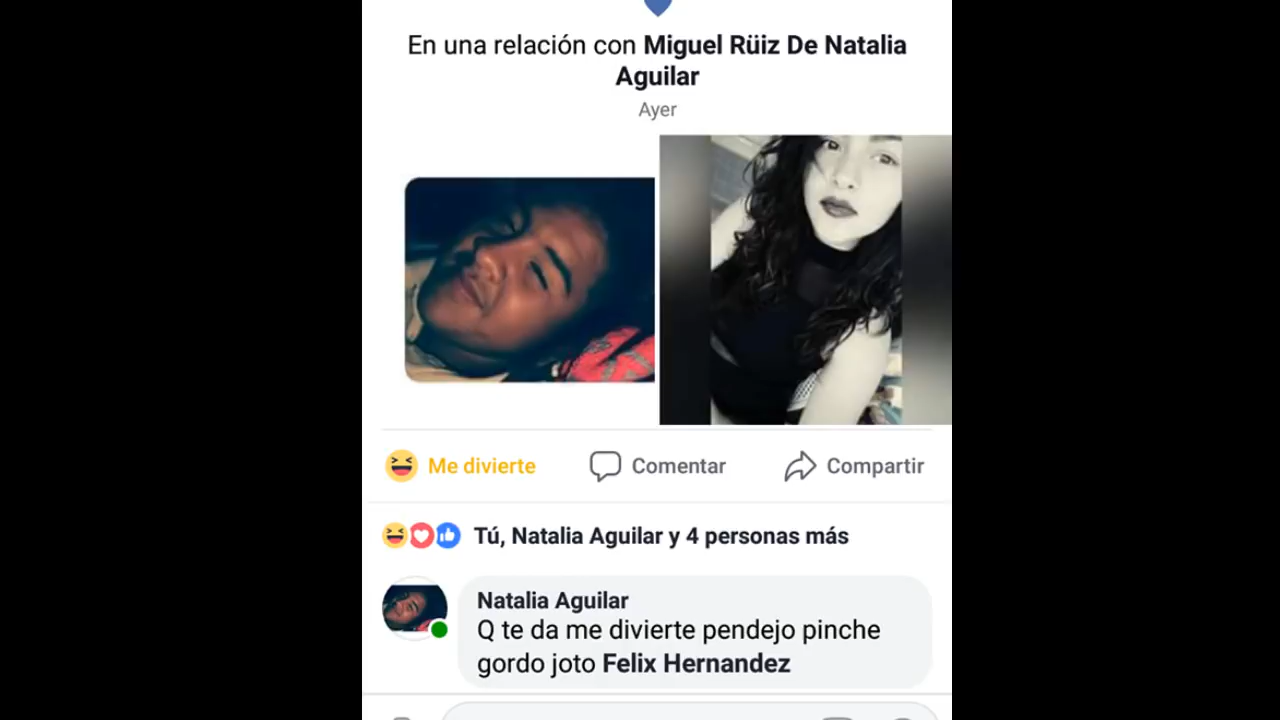 En una relación con Miguel Rüiz De Natalia
Aguilar
Ayer
Me divierte
Comentar
Compartir
Tú, Natalia Aguilar y 4 personas más
Natalia Aguilar
Q te da me divierte pendejo pinche
gordo joto Felix Hernandez